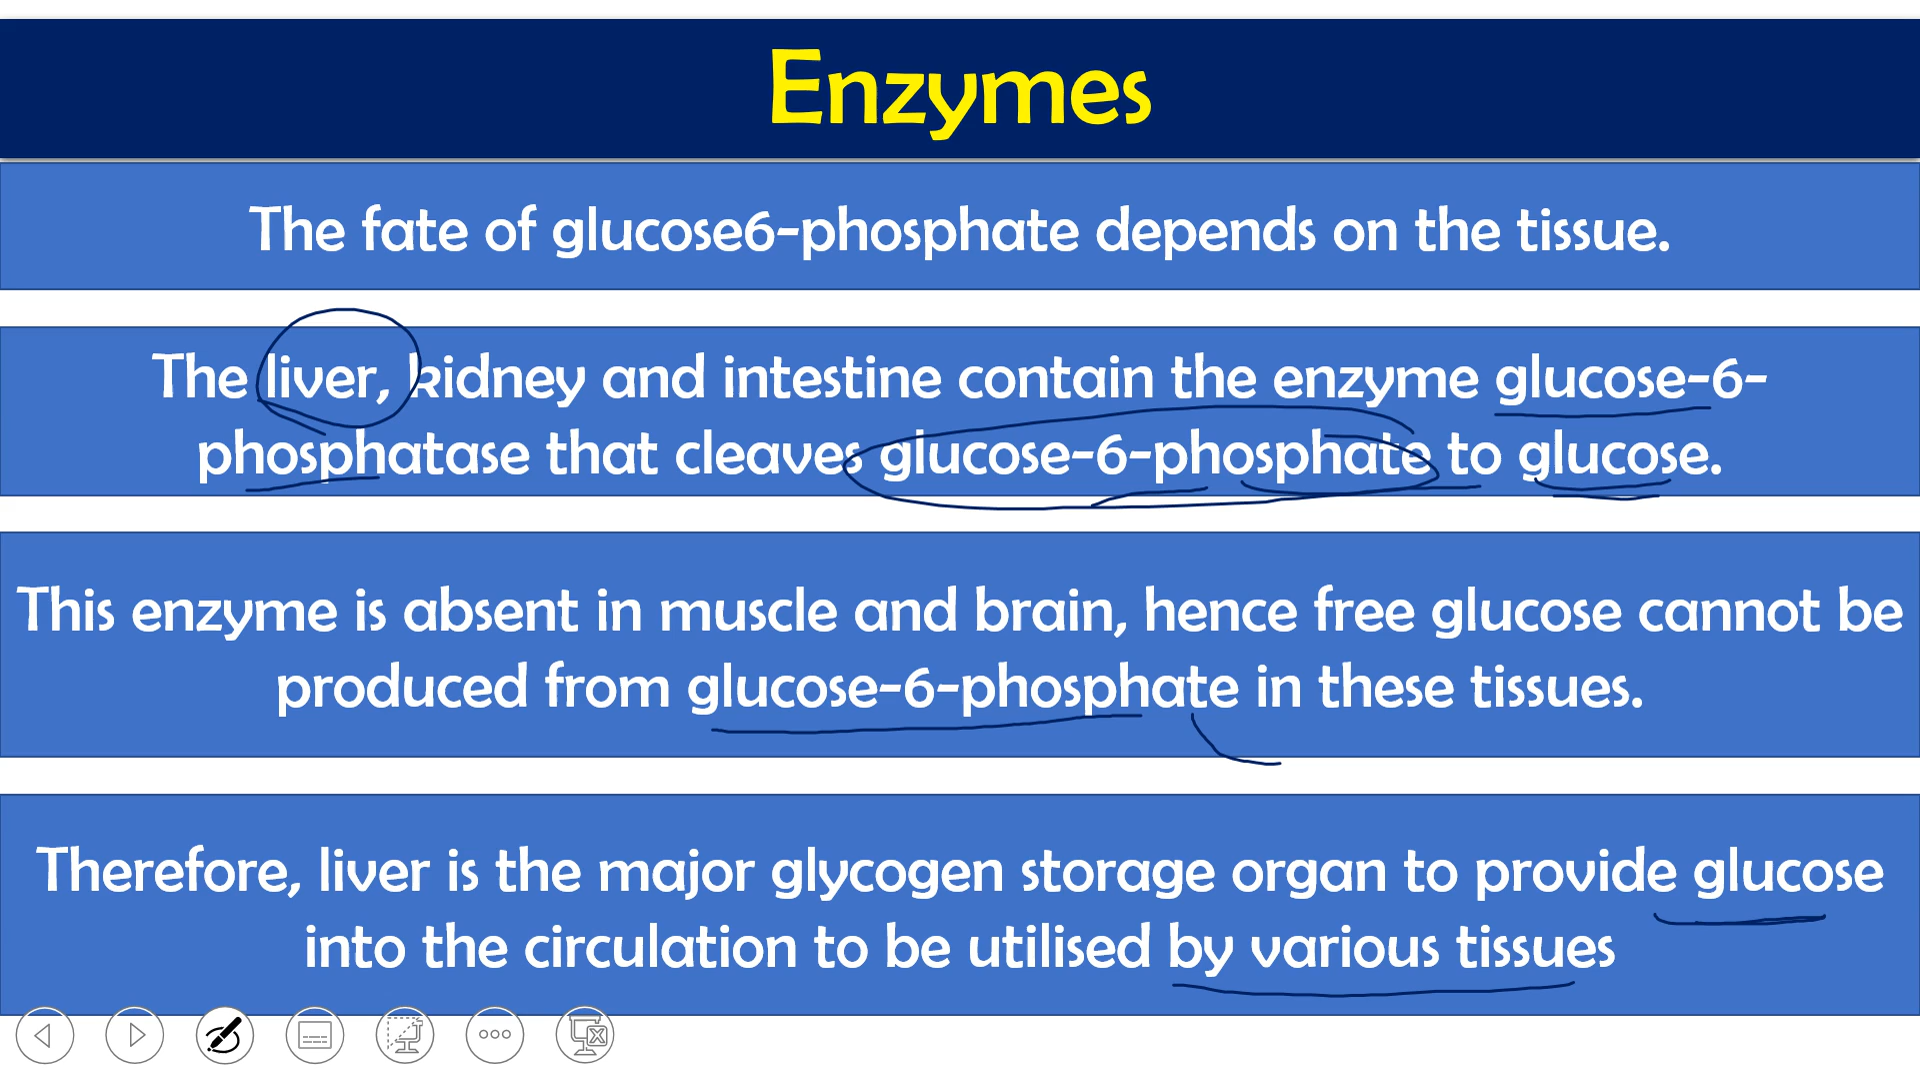 Enzymes
The fate of glucose6-phosphate depends on the tissue.
The liver, kidney and intestine contain the enzyme glucose-6-
phosphatase that cleaves glucose-6-phosphate to glucose.
This enzyme is absent in muscle and brain, hence free glucose cannot be
produced from glucose-6-phosphate in these tissues.
Therefore, liver is the major glycogen storage organ to provide glucose
into the circulation to be utilised by various tissues